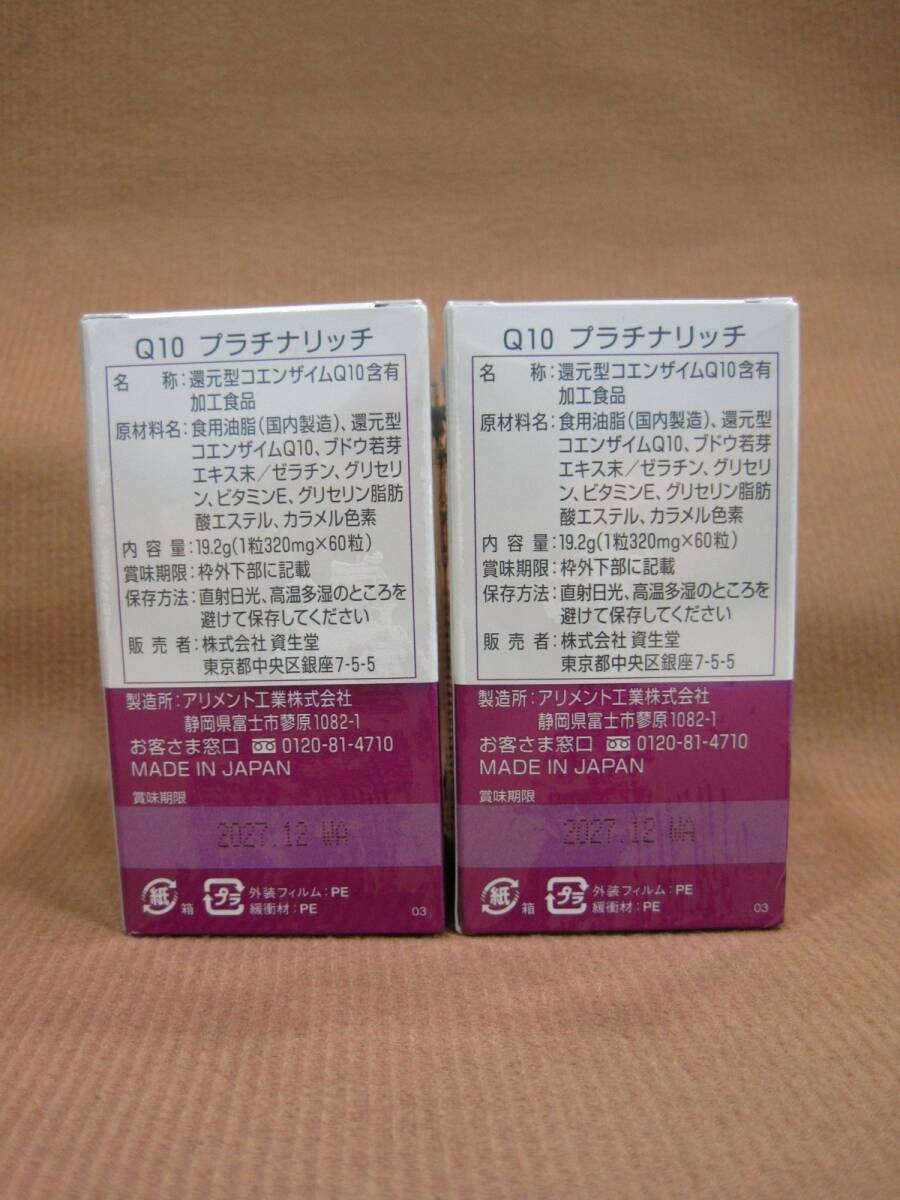 Q10 プラチナリッチ
名 称:還元型コエンザイムQ10含有
加工食品
原材料名:食用油脂(国内製造)、還元型
コエンザイムQ10、ブドウ若芽
エキス末/ゼラチン、グリセリ
ン、ビタミンE、グリセリン脂肪
酸エステル、カラメル色素
内容量:19.2g(1粒320mg×60粒)
賞味期限:枠外下部に記載
保存方法:直射日光、高温多湿のところを
避けて保存してください
販売者:株式会社 資生堂
東京都中央区銀座7-5-5
製造所:アリメント工業株式会社
静岡県富士市蓼原1082-1
お客さま窓口 0120-81-4710
MADE IN JAPAN
賞味期限
2027.12 WA
紙 箱 プラ 外装フィルム:PE
緩衝材:PE
03
Q10 プラチナリッチ
名 称:還元型コエンザイムQ10含有
加工食品
原材料名:食用油脂(国内製造)、還元型
コエンザイムQ10、ブドウ若芽
エキス末/ゼラチン、グリセリ
ン、ビタミンE、グリセリン脂肪
酸エステル、カラメル色素
内容量:19.2g(1粒320mg×60粒)
賞味期限:枠外下部に記載
保存方法:直射日光、高温多湿のところを
避けて保存してください
販売者:株式会社 資生堂
東京都中央区銀座7-5-5
製造所:アリメント工業株式会社
静岡県富士市蓼原1082-1
お客さま窓口 0120-81-4710
MADE IN JAPAN
賞味期限
2027.12 WA
紙 箱 プラ 外装フィルム:PE
緩衝材:PE
03